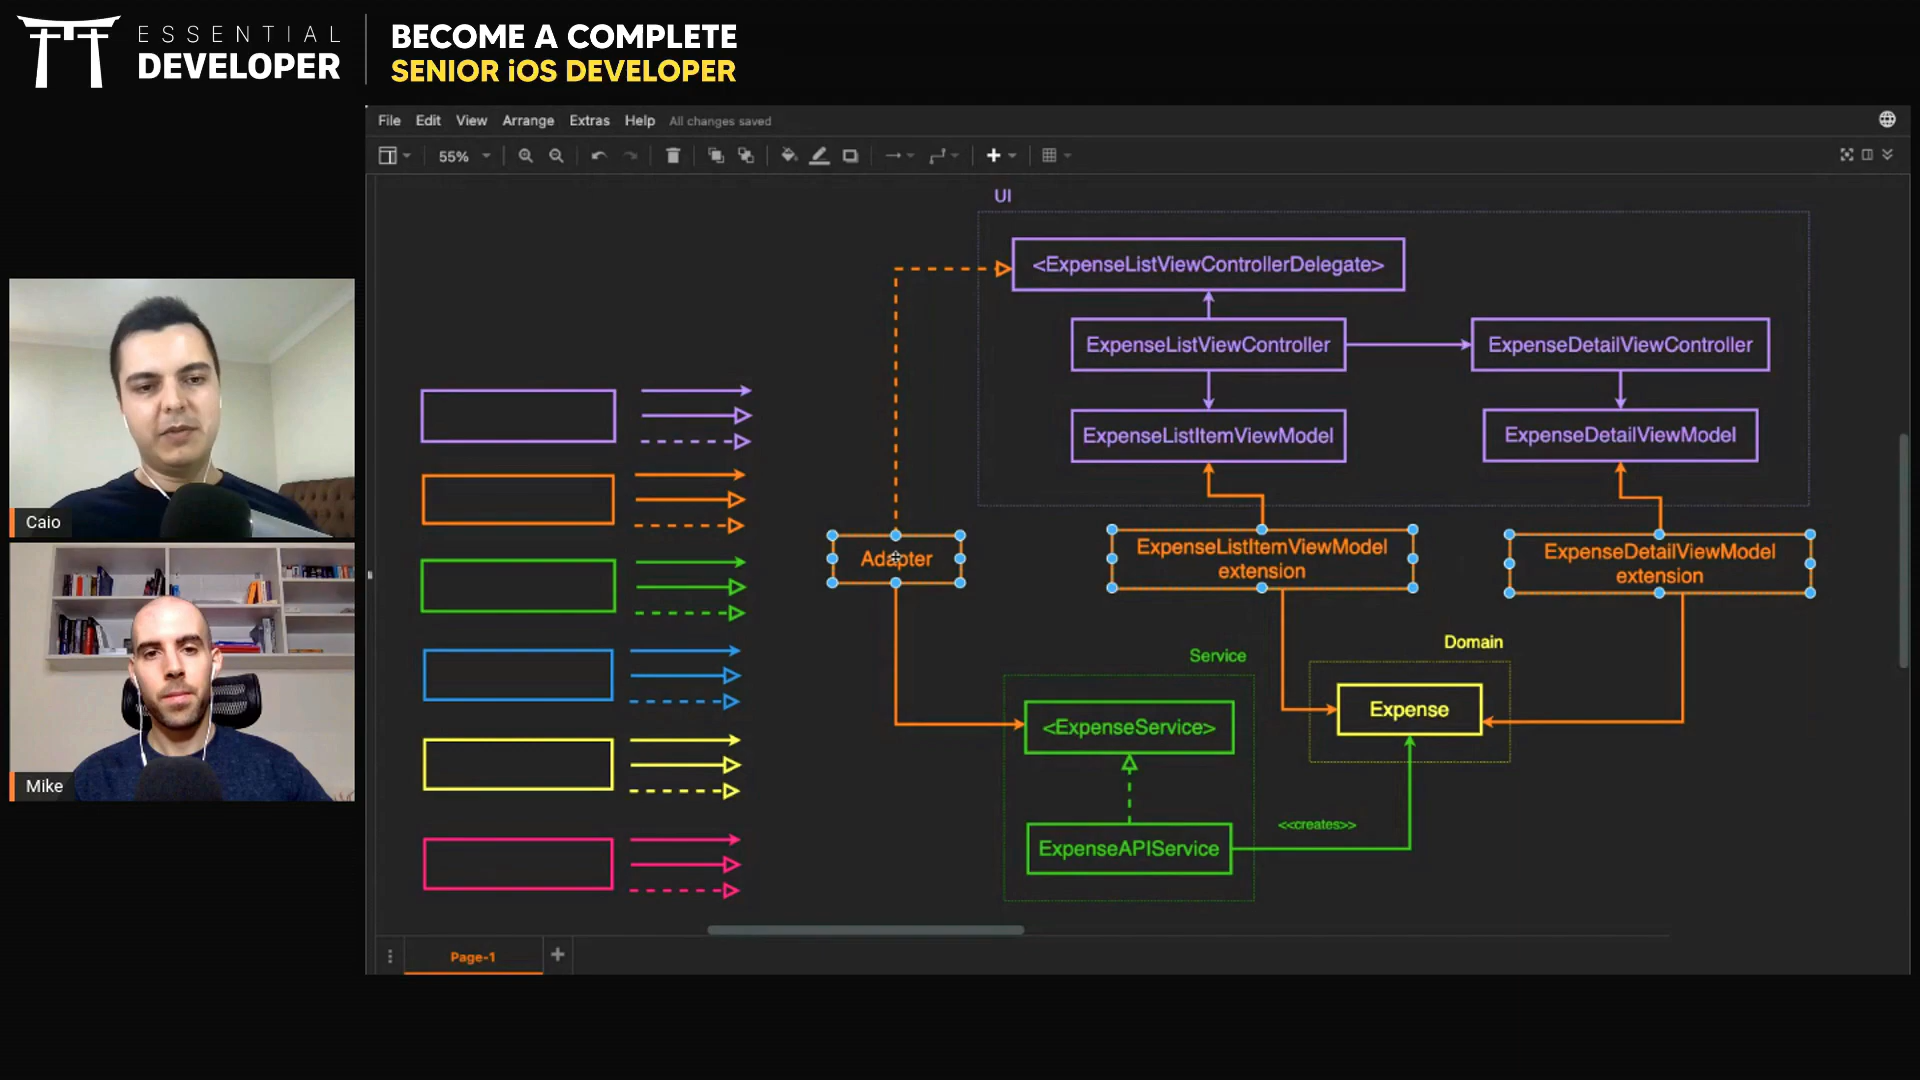 ESSENTIAL
DEVELOPER
BECOME A COMPLETE
SENIOR iOS DEVELOPER
File Edit View Arrange Extras Help All changes saved
55%
UI
<ExpenseListViewControllerDelegate>
ExpenseListViewController
ExpenseDetailViewController
ExpenseListItemViewModel
ExpenseDetailViewModel
Caio
Adapter
ExpenseListItemViewModel
extension
ExpenseDetailViewModel
extension
Service
Domain
<ExpenseService>
Expense
Mike
<<creates>>
ExpenseAPIService
Page-1